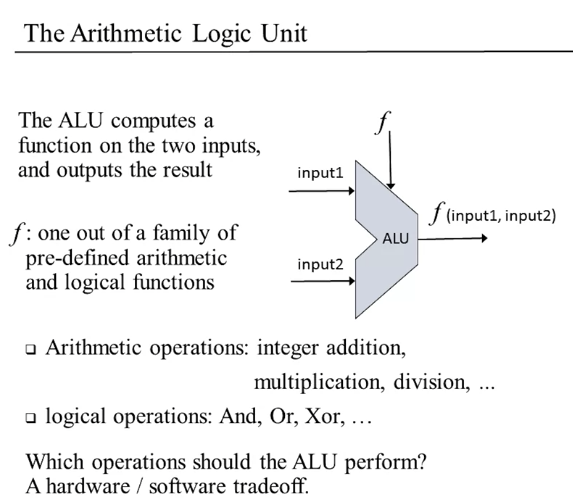 The Arithmetic Logic Unit
The ALU computes a
function on the two inputs,
and outputs the result
f: one out of a family of
pre-defined arithmetic
and logical functions
f
input1
f (input1, input2)
ALU
input2
❑ Arithmetic operations: integer addition,
multiplication, division, ...
❑ logical operations: And, Or, Xor, …
Which operations should the ALU perform?
A hardware / software tradeoff.